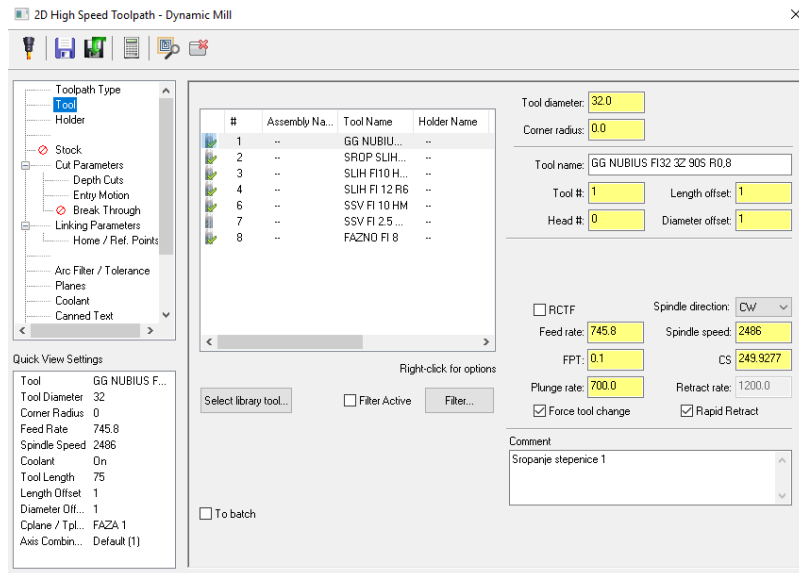 2D High Speed Toolpath - Dynamic Mill
Toolpath Type
Tool
Holder
Stock
Cut Parameters
Depth Cuts
Entry Motion
Break Through
Linking Parameters
Home / Ref. Points
Arc Filter / Tolerance
Planes
Coolant
Canned Text
Quick View Settings
Tool GG NUBIUS F...
Tool Diameter 32
Corner Radius 0
Feed Rate 745.8
Spindle Speed 2486
Coolant On
Tool Length 75
Length Offset 1
Diameter Off... 1
Cplane / Tpl... FAZA 1
Axis Combin... Default (1)
# Assembly Na... Tool Name Holder Name
1 -- GG NUBIU... --
2 -- SROP SLIH... --
3 -- SLIH FI10 H... --
4 -- SLIH FI 12 R6 --
6 -- SSV FI 10 HM --
7 -- SSV FI 2.5 ... --
8 -- FAZNO FI 8 --
Right-click for options
Select library tool...
Filter Active
Filter...
To batch
Tool diameter: 32.0
Corner radius: 0.0
Tool name: GG NUBIUS FI32 3Z 90S R0,8
Tool #: 1 Length offset: 1
Head #: 0 Diameter offset: 1
RCTF Spindle direction: CW
Feed rate: 745.8 Spindle speed: 2486
FPT: 0.1 CS 249.9277
Plunge rate: 700.0 Retract rate: 1200.0
Force tool change Rapid Retract
Comment
Sropanje stepenice 1